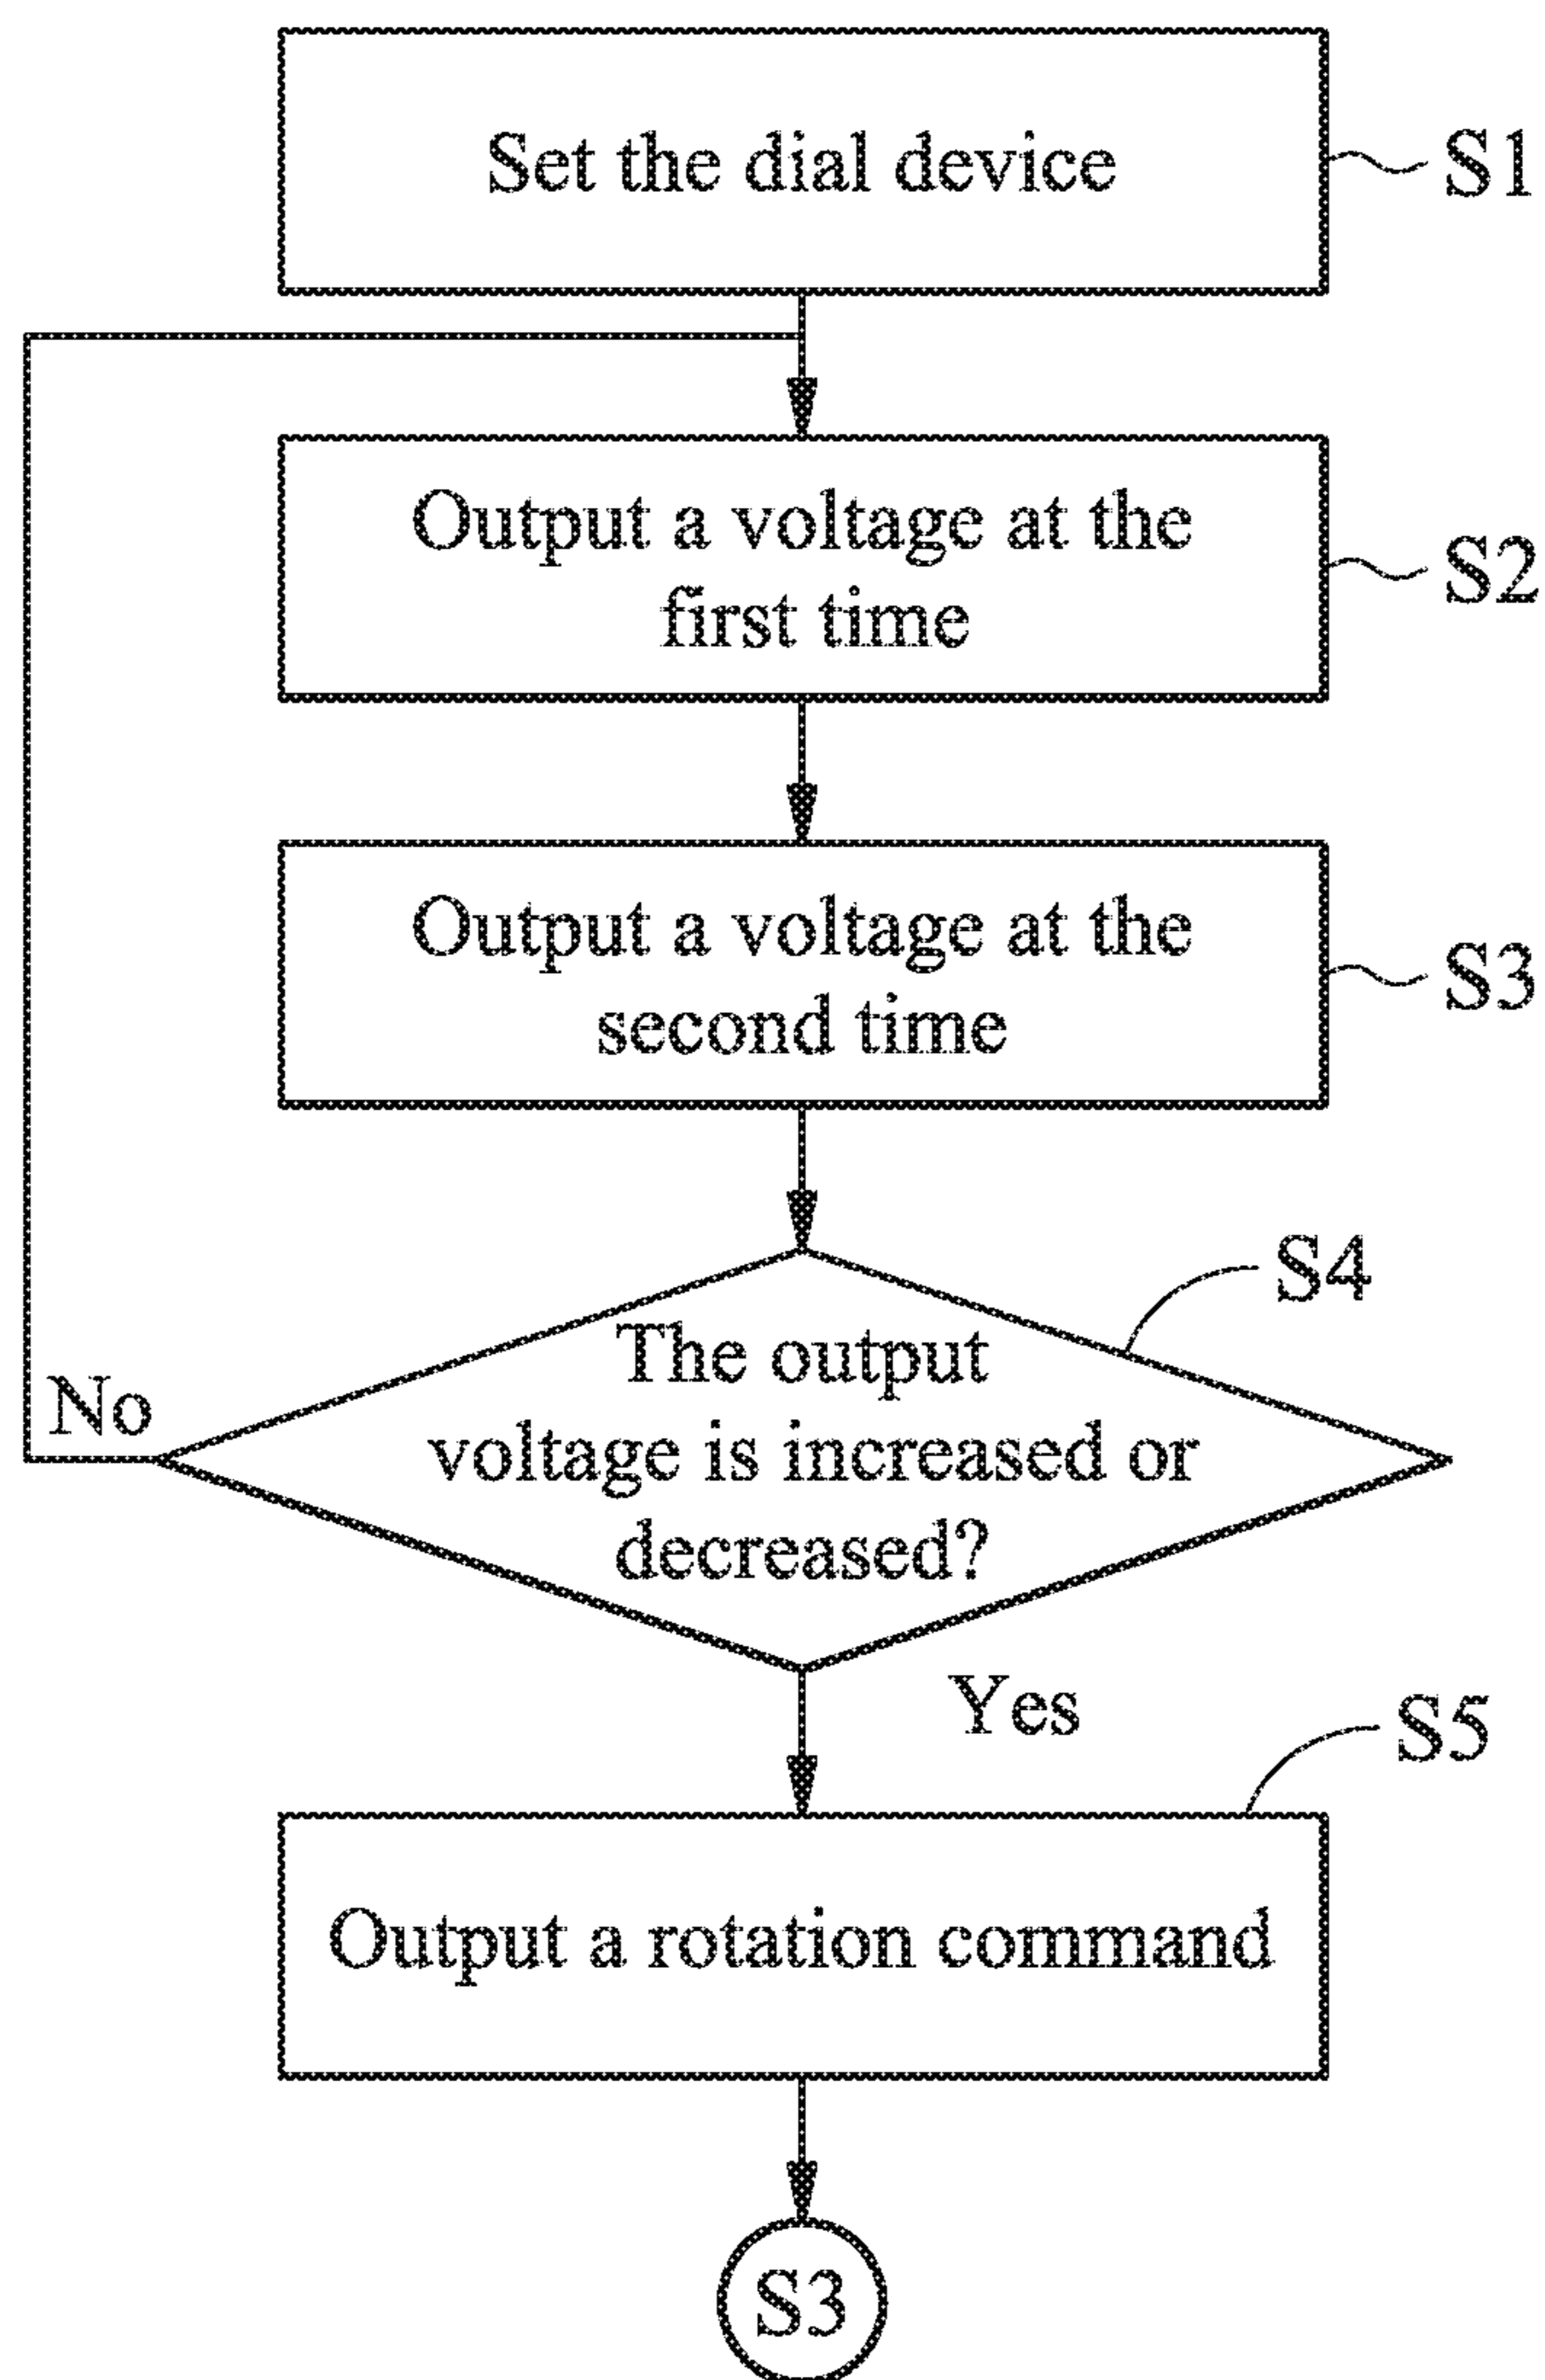 Set the dial device
S1
Output a voltage at the
first time
S2
Output a voltage at the
second time
S3
The output
voltage is increased or
decreased?
S4
No
Yes
S5
Output a rotation command
S3